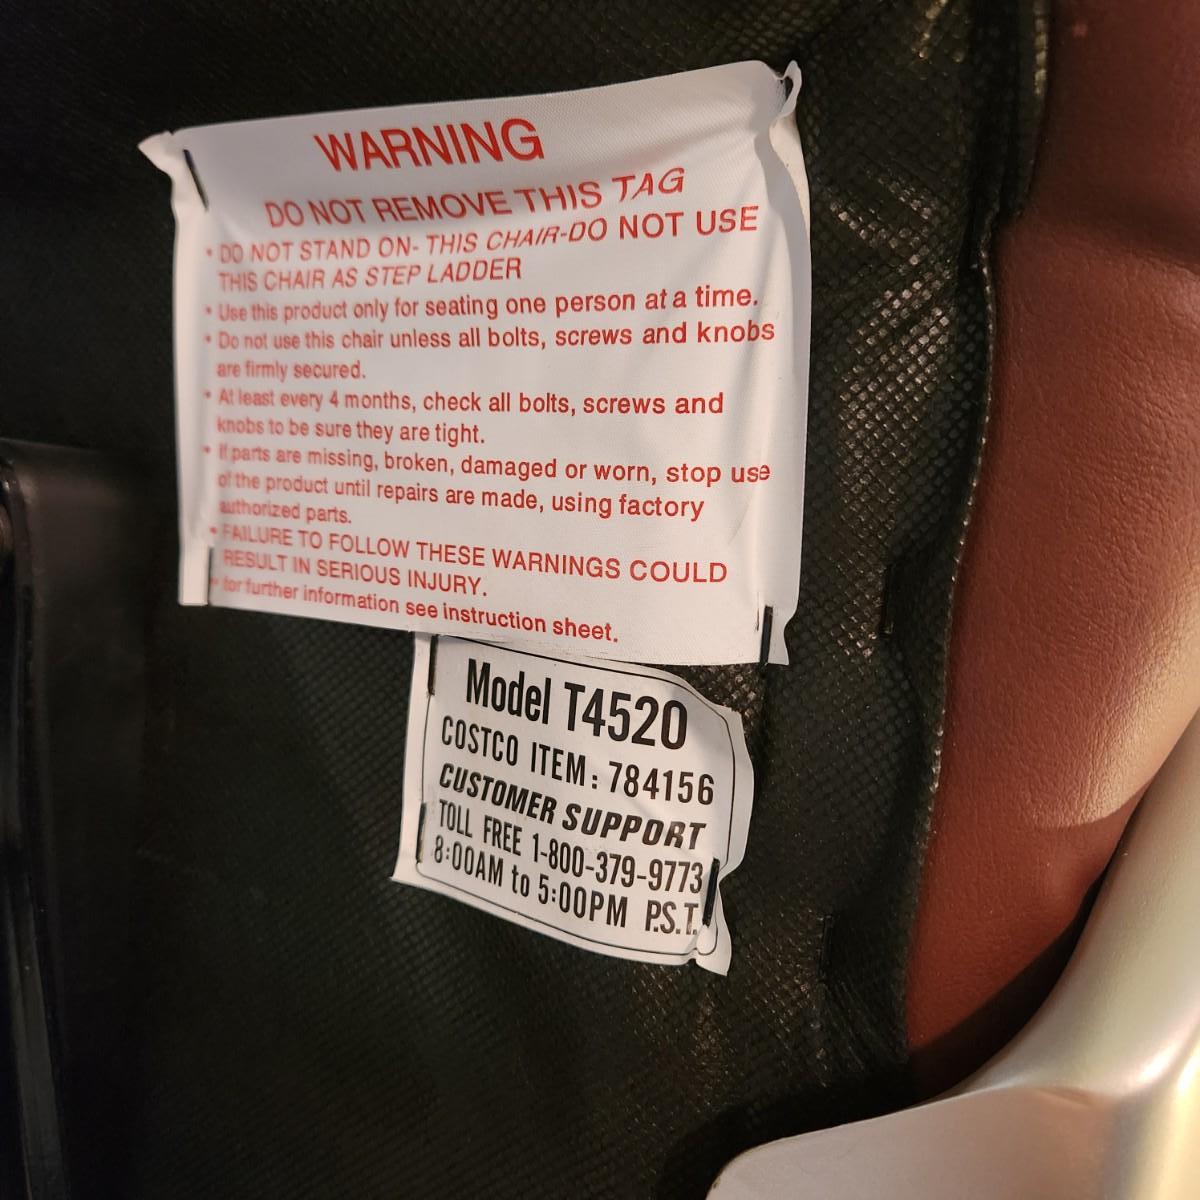 WARNING
DO NOT REMOVE THIS TAG
• DO NOT STAND ON- THIS CHAIR-DO NOT USE
THIS CHAIR AS STEP LADDER
• Use this product only for seating one person at a time.
• Do not use this chair unless all bolts, screws and knobs
are firmly secured.
• At least every 4 months, check all bolts, screws and
knobs to be sure they are tight.
• If parts are missing, broken, damaged or worn, stop use
of the product until repairs are made, using factory
authorized parts.
• FAILURE TO FOLLOW THESE WARNINGS COULD
RESULT IN SERIOUS INJURY.
• for further information see instruction sheet.
Model T4520
COSTCO ITEM: 784156
CUSTOMER SUPPORT
TOLL FREE 1-800-379-9773
8:00AM to 5:00PM P.S.T.